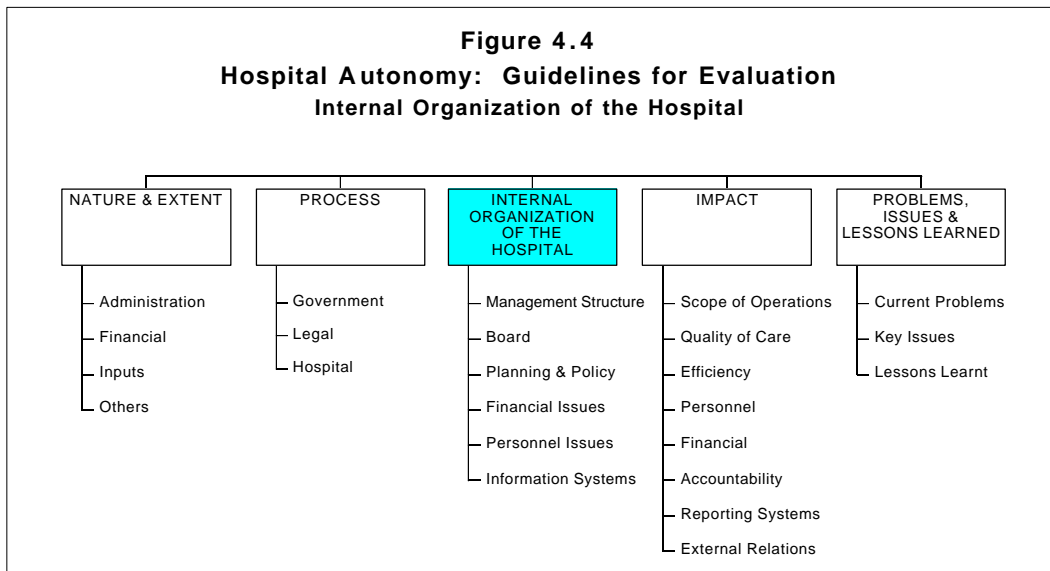 Figure 4.4
Hospital Autonomy: Guidelines for Evaluation
Internal Organization of the Hospital
NATURE & EXTENT
Administration
Financial
Inputs
Others
PROCESS
Government
Legal
Hospital
INTERNAL
ORGANIZATION
OF THE
HOSPITAL
Management Structure
Board
Planning & Policy
Financial Issues
Personnel Issues
Information Systems
IMPACT
Scope of Operations
Quality of Care
Efficiency
Personnel
Financial
Accountability
Reporting Systems
External Relations
PROBLEMS,
ISSUES &
LESSONS LEARNED
Current Problems
Key Issues
Lessons Learnt